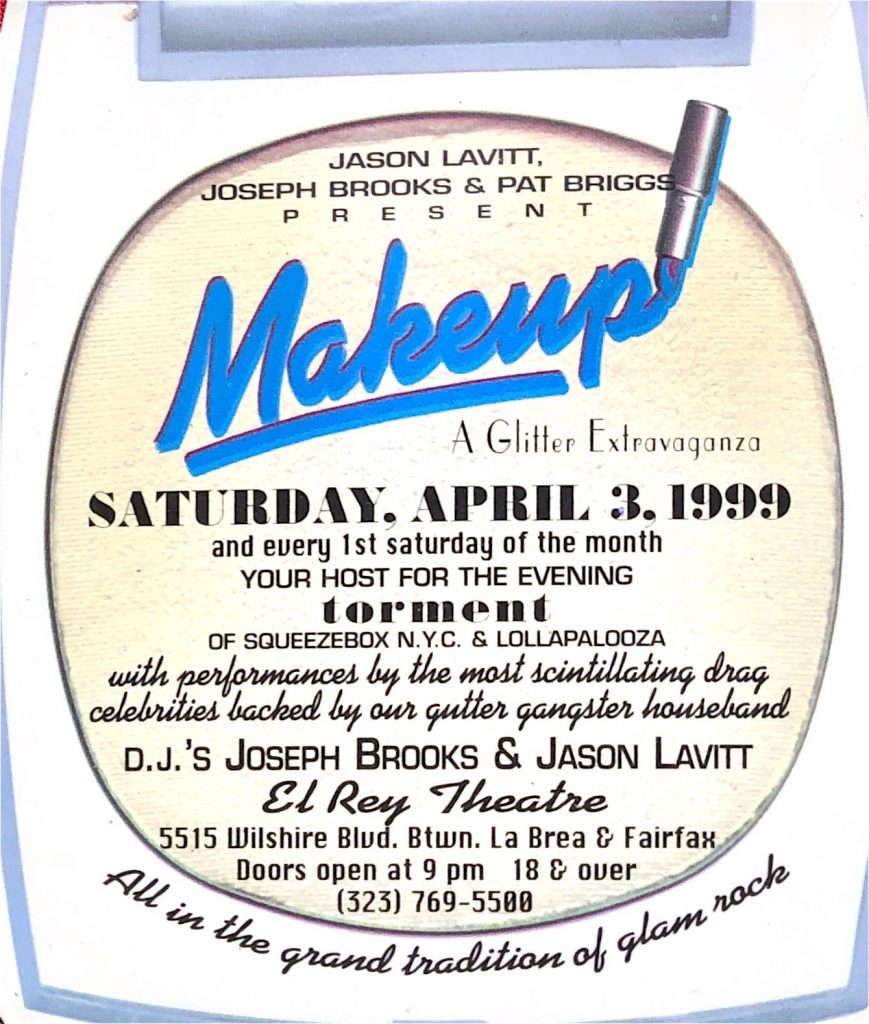 JASON LAVITT,
JOSEPH BROOKS & PAT BRIGGS
PRESENT
Makeup
A Glitter Extravaganza
SATURDAY, APRIL 3, 1999
and every 1st saturday of the month
YOUR HOST FOR THE EVENING
torment
OF SQUEEZEBOX N.Y.C. & LOLLAPALOOZA
with performances by the most scintillating drag
celebrities backed by our gutter gangster houseband
D.J.'S JOSEPH BROOKS & JASON LAVITT
El Rey Theatre
5515 Wilshire Blvd. Btwn. La Brea & Fairfax
Doors open at 9 pm 18 & over
(323) 769-5500
All in the grand tradition of glam rock